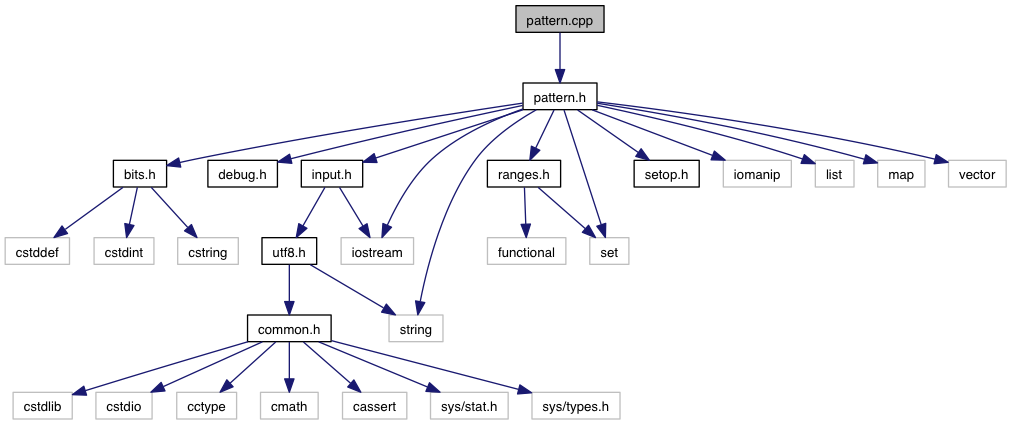 pattern.cpp
pattern.h
bits.h
debug.h
input.h
ranges.h
setop.h
iomanip
list
map
vector
cstddef
cstdint
cstring
utf8.h
iostream
functional
set
common.h
string
cstdlib
cstdio
cctype
cmath
cassert
sys/stat.h
sys/types.h